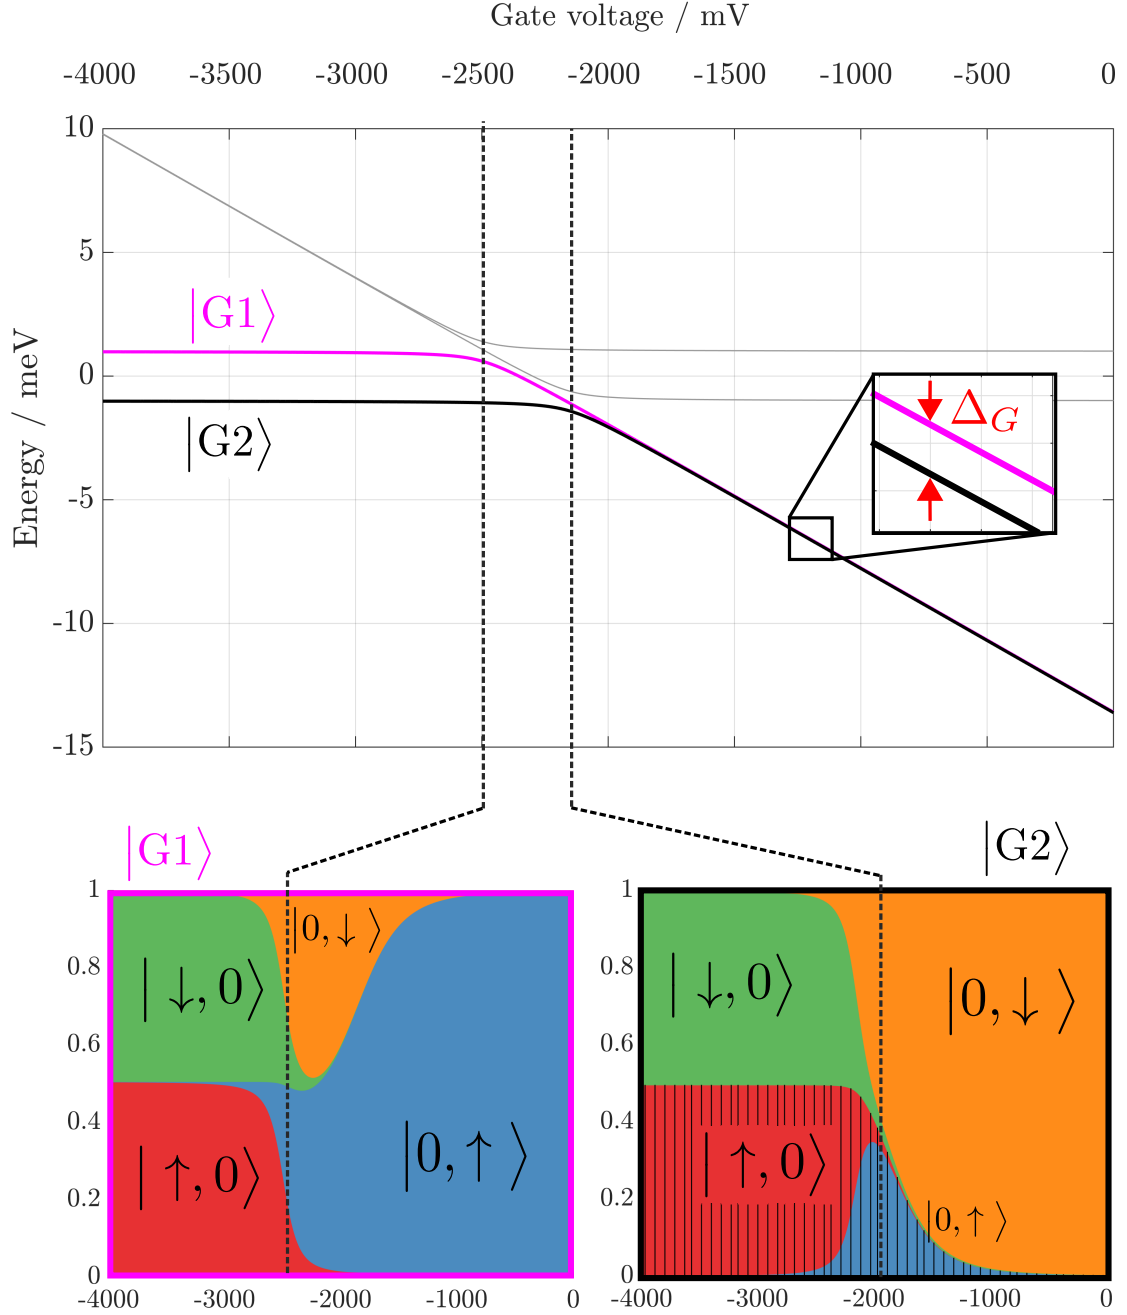 Gate voltage / mV
-4000 -3500 -3000 -2500 -2000 -1500 -1000 -500 0
10
5
0
-5
-10
-15
Energy / meV
|G1⟩
|G2⟩
Δ_G
|G1⟩
|G2⟩
1
0.8
0.6
0.4
0.2
0
|0,↓⟩
|↓,0⟩
|↑,0⟩
|0,↑⟩
-4000 -3000 -2000 -1000 0
1
0.8
0.6
0.4
0.2
0
|↓,0⟩
|0,↓⟩
|↑,0⟩
|0,↑⟩
-4000 -3000 -2000 -1000 0